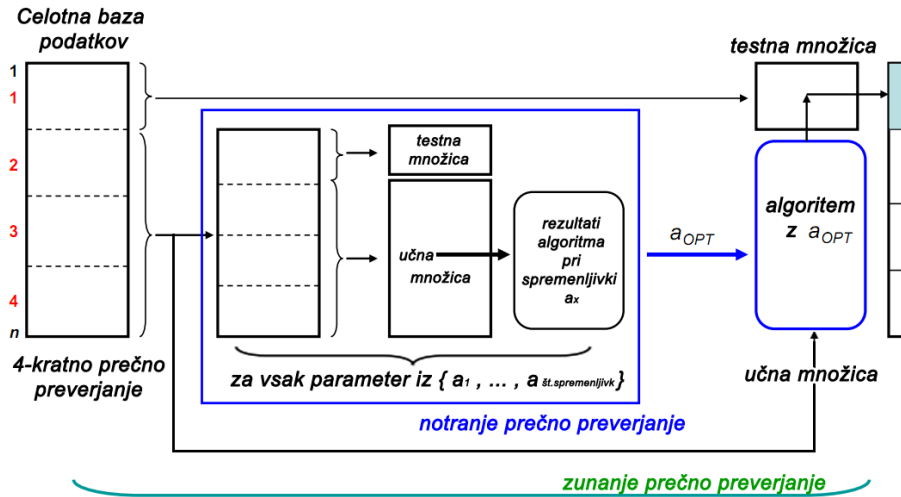 Celotna baza
podatkov
1
1
2
3
4
n
4-kratno prečno
preverjanje
testna
množica
učna
množica
rezultati
algoritma
pri
spremenljivki
ax
za vsak parameter iz { a1 , ... , a št.spremenljivk}
notranje prečno preverjanje
aOPT
testna množica
algoritem
z aOPT
učna množica
zunanje prečno preverjanje